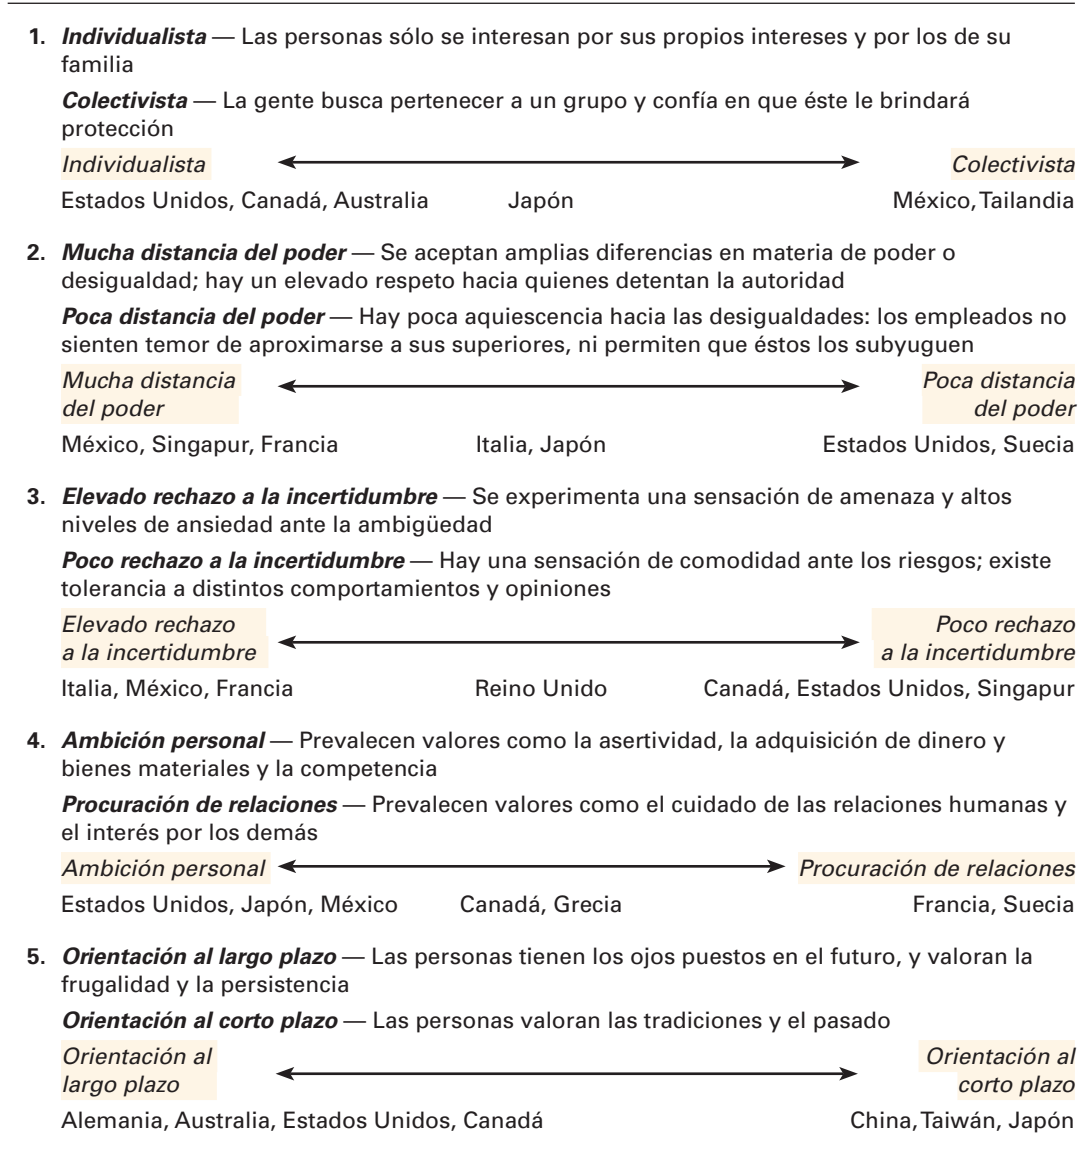 1. Individualista — Las personas sólo se interesan por sus propios intereses y por los de su
familia
Colectivista — La gente busca pertenecer a un grupo y confía en que éste le brindará
protección
Individualista Colectivista
Estados Unidos, Canadá, Australia Japón México, Tailandia
2. Mucha distancia del poder — Se aceptan amplias diferencias en materia de poder o
desigualdad; hay un elevado respeto hacia quienes detentan la autoridad
Poca distancia del poder — Hay poca aquiescencia hacia las desigualdades: los empleados no
sienten temor de aproximarse a sus superiores, ni permiten que éstos los subyuguen
Mucha distancia Poca distancia
del poder del poder
México, Singapur, Francia Italia, Japón Estados Unidos, Suecia
3. Elevado rechazo a la incertidumbre — Se experimenta una sensación de amenaza y altos
niveles de ansiedad ante la ambigüedad
Poco rechazo a la incertidumbre — Hay una sensación de comodidad ante los riesgos; existe
tolerancia a distintos comportamientos y opiniones
Elevado rechazo Poco rechazo
a la incertidumbre a la incertidumbre
Italia, México, Francia Reino Unido Canadá, Estados Unidos, Singapur
4. Ambición personal — Prevalecen valores como la asertividad, la adquisición de dinero y
bienes materiales y la competencia
Procuración de relaciones — Prevalecen valores como el cuidado de las relaciones humanas y
el interés por los demás
Ambición personal Procuración de relaciones
Estados Unidos, Japón, México Canadá, Grecia Francia, Suecia
5. Orientación al largo plazo — Las personas tienen los ojos puestos en el futuro, y valoran la
frugalidad y la persistencia
Orientación al corto plazo — Las personas valoran las tradiciones y el pasado
Orientación al Orientación al
largo plazo corto plazo
Alemania, Australia, Estados Unidos, Canadá China, Taiwán, Japón